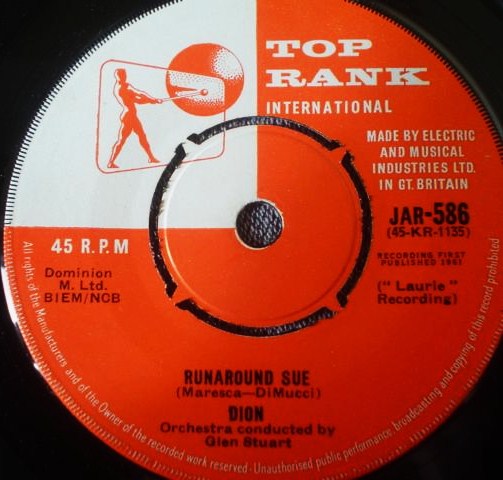 TOP
RANK
INTERNATIONAL
MADE BY ELECTRIC
AND MUSICAL
INDUSTRIES LTD.
IN GT. BRITAIN
JAR-586
(45-KR-1135)
45 R.P.M
RECORDING FIRST
PUBLISHED 1961
Dominion
M. Ltd.
BIEM/NCB
("Laurie"
Recording)
RUNAROUND SUE
(Maresca—DiMucci)
DION
Orchestra conducted by
Glen Stuart
All rights of the Manufacturers and of the Owner of the recorded work reserved · Unauthorised public performance broadcasting and copying of this record prohibited